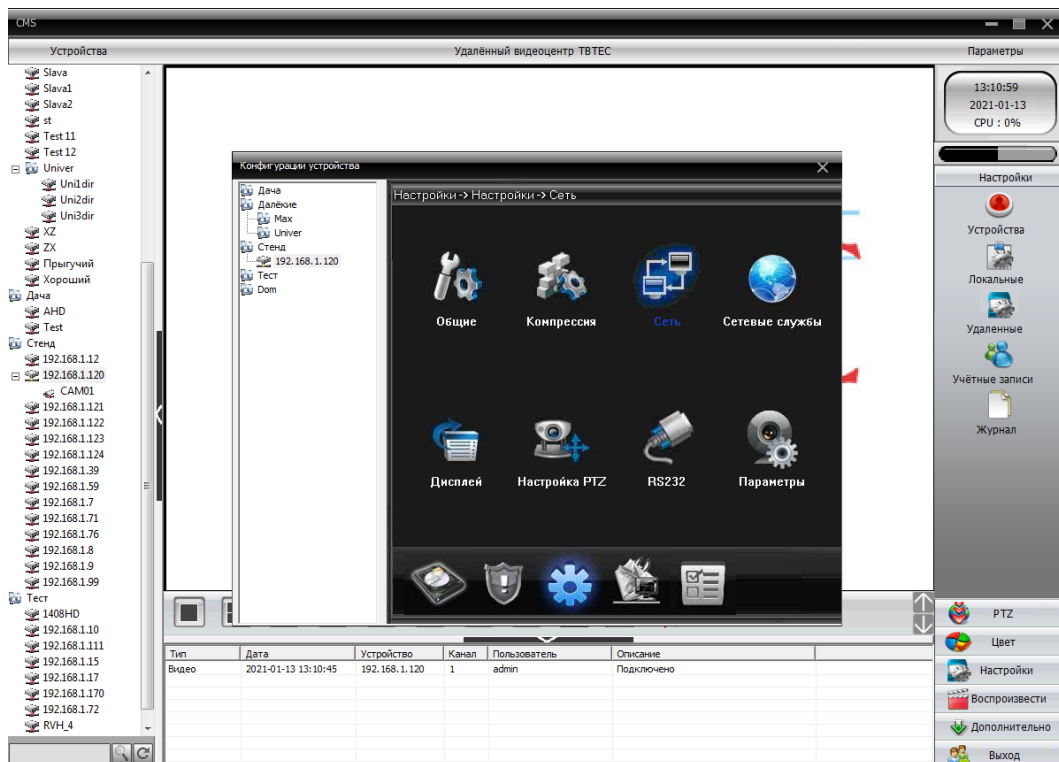 CMS
Устройства
Удалённый видеоцентр TBTEC
Параметры
Slava
Slava1
Slava2
st
Test 11
Test 12
Univer
Uni1dir
Uni2dir
Uni3dir
XZ
ZX
Прыгучий
Хороший
Дача
AHD
Test
Стенд
192.168.1.12
192.168.1.120
CAM01
192.168.1.121
192.168.1.122
192.168.1.123
192.168.1.124
192.168.1.39
192.168.1.59
192.168.1.7
192.168.1.71
192.168.1.76
192.168.1.8
192.168.1.9
192.168.1.99
Тест
1408HD
192.168.1.10
192.168.1.111
192.168.1.15
192.168.1.17
192.168.1.170
192.168.1.72
RVH_4
Конфигурации устройства
Дача
Далёкие
Max
Univer
Стенд
192.168.1.120
Тест
Dom
Настройки-> Настройки-> Сеть
Общие
Компрессия
Сеть
Сетевые службы
Дисплей
Настройка PTZ
RS232
Параметры
Тип Дата Устройство Канал Пользователь Описание
Видео 2021-01-13 13:10:45 192.168.1.120 1 admin Подключено
13:10:59
2021-01-13
CPU : 0%
Настройки
Устройства
Локальные
Удаленные
Учётные записи
Журнал
PTZ
Цвет
Настройки
Воспроизвести
Дополнительно
Выход